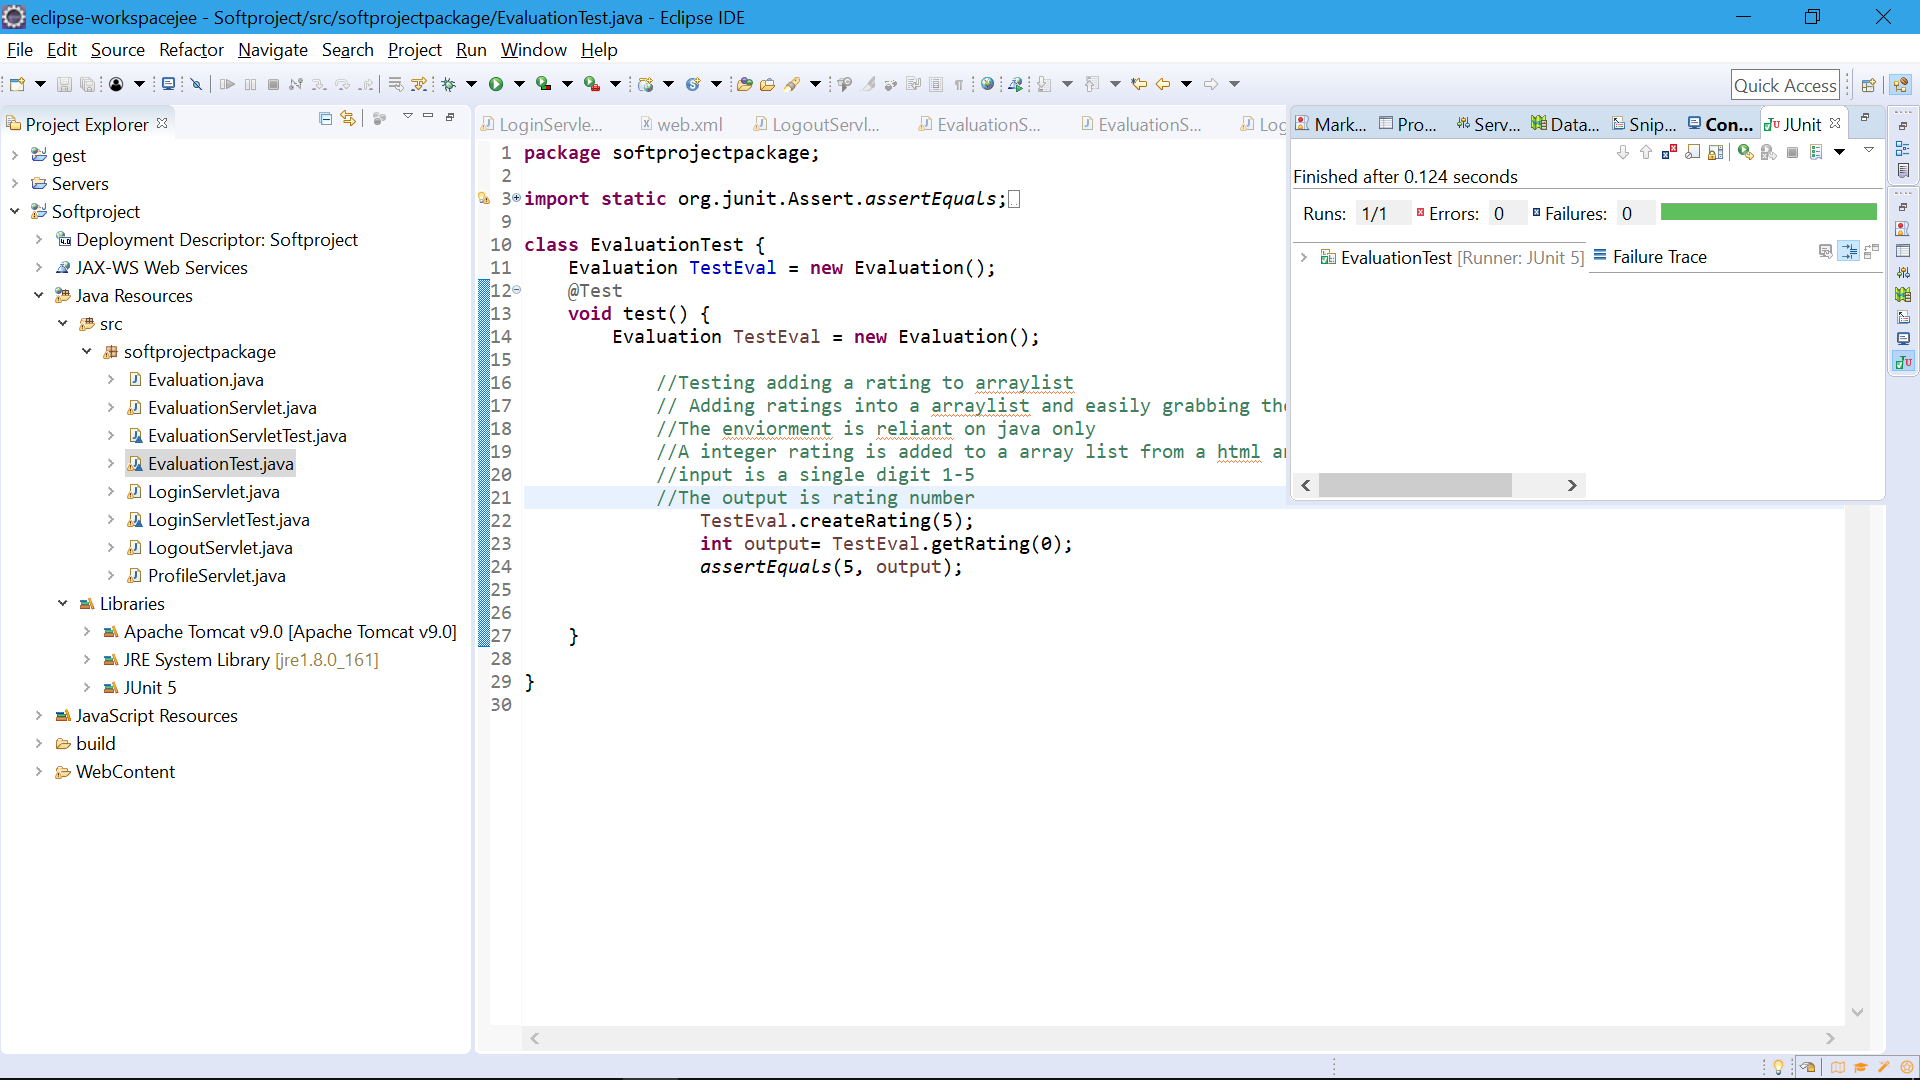 eclipse-workspacejee - Softproject/src/softprojectpackage/EvaluationTest.java - Eclipse IDE
File Edit Source Refactor Navigate Search Project Run Window Help
Quick Access
Project Explorer
gest
Servers
Softproject
Deployment Descriptor: Softproject
JAX-WS Web Services
Java Resources
src
softprojectpackage
Evaluation.java
EvaluationServlet.java
EvaluationServletTest.java
EvaluationTest.java
LoginServlet.java
LoginServletTest.java
LogoutServlet.java
ProfileServlet.java
Libraries
Apache Tomcat v9.0 [Apache Tomcat v9.0]
JRE System Library [jre1.8.0_161]
JUnit 5
JavaScript Resources
build
WebContent
LoginServle... web.xml LogoutServl... EvaluationS... EvaluationS... Log
1 package softprojectpackage;
2
3 import static org.junit.Assert.assertEquals;
9
10 class EvaluationTest {
11 Evaluation TestEval = new Evaluation();
12 @Test
13 void test() {
14 Evaluation TestEval = new Evaluation();
15
16 //Testing adding a rating to arraylist
17 // Adding ratings into a arraylist and easily grabbing the
18 //The enviorment is reliant on java only
19 //A integer rating is added to a array list from a html an
20 //input is a single digit 1-5
21 //The output is rating number
22 TestEval.createRating(5);
23 int output= TestEval.getRating(0);
24 assertEquals(5, output);
25
26
27 }
28
29 }
30
Mark... Pro... Serv... Data... Snip... Con... JUnit
Finished after 0.124 seconds
Runs: 1/1 Errors: 0 Failures: 0
EvaluationTest [Runner: JUnit 5]
Failure Trace